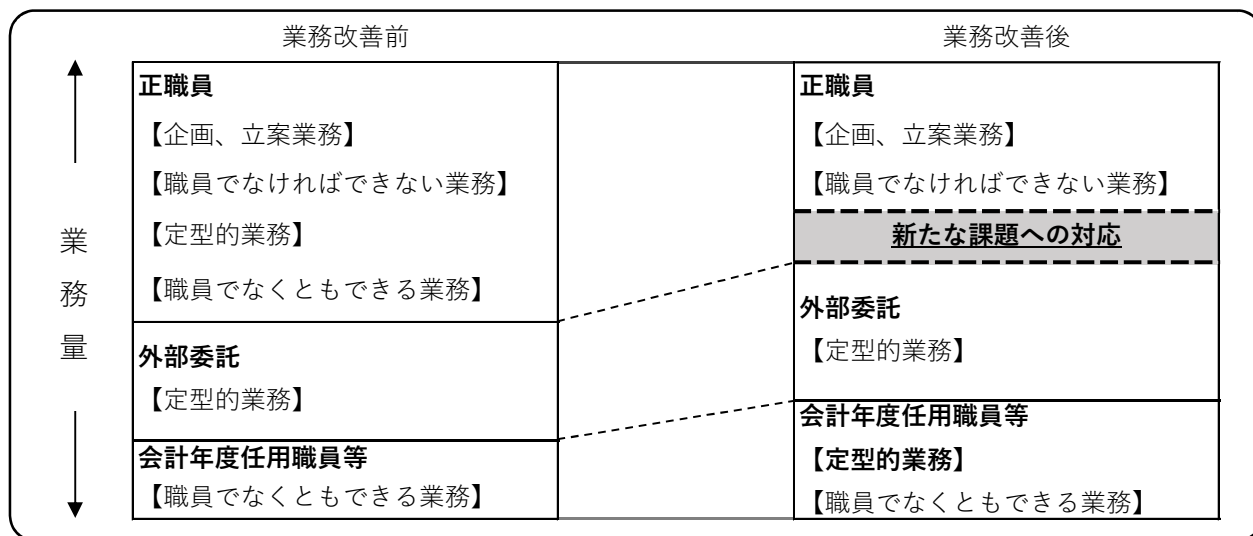 業務改善前
業務改善後
業務量
正職員
【企画、立案業務】
【職員でなければできない業務】
【定型的業務】
【職員でなくともできる業務】
外部委託
【定型的業務】
会計年度任用職員等
【職員でなくともできる業務】
正職員
【企画、立案業務】
【職員でなければできない業務】
新たな課題への対応
外部委託
【定型的業務】
会計年度任用職員等
【定型的業務】
【職員でなくともできる業務】